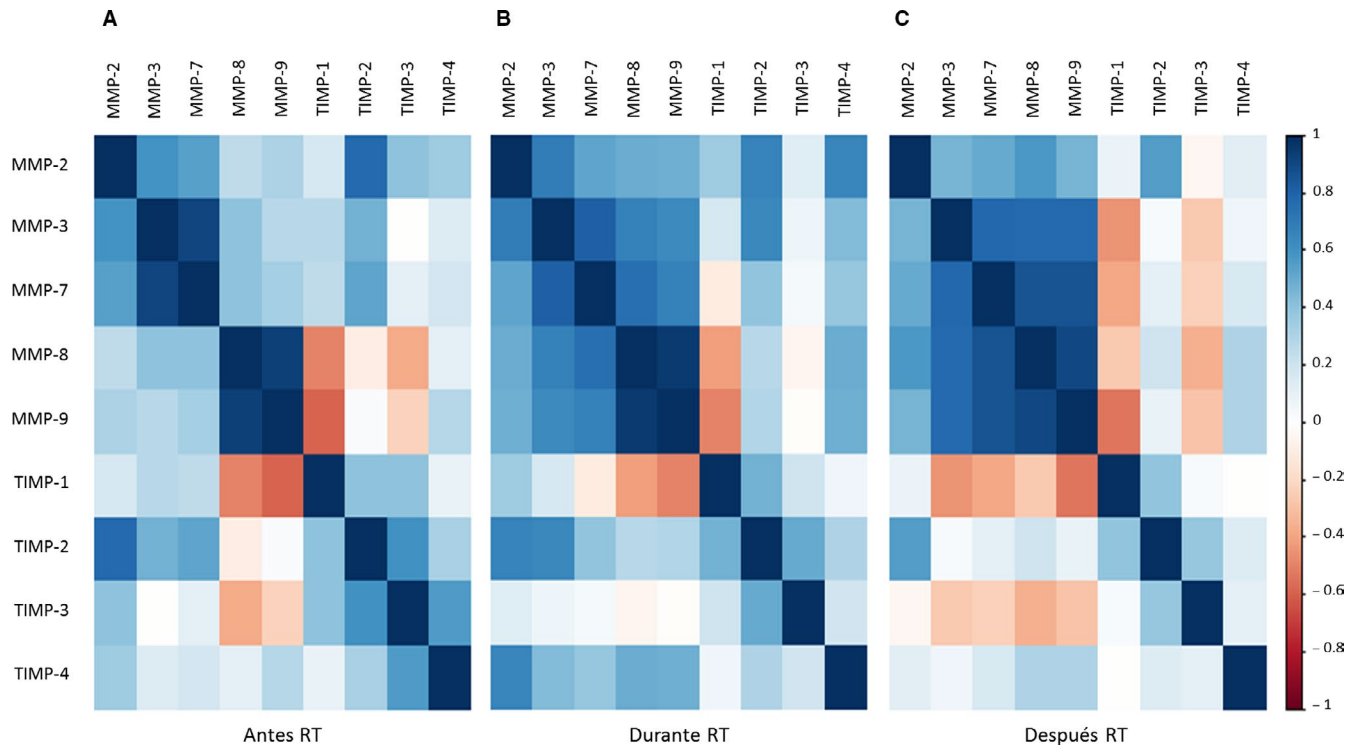 A
B
C
MMP-2
MMP-3
MMP-7
MMP-8
MMP-9
TIMP-1
TIMP-2
TIMP-3
TIMP-4
MMP-2
MMP-3
MMP-7
MMP-8
MMP-9
TIMP-1
TIMP-2
TIMP-3
TIMP-4
MMP-2
MMP-3
MMP-7
MMP-8
MMP-9
TIMP-1
TIMP-2
TIMP-3
TIMP-4
MMP-2
MMP-3
MMP-7
MMP-8
MMP-9
TIMP-1
TIMP-2
TIMP-3
TIMP-4
1
0.8
0.6
0.4
0.2
0
– 0.2
– 0.4
– 0.6
– 0.8
– 1
Antes RT
Durante RT
Después RT